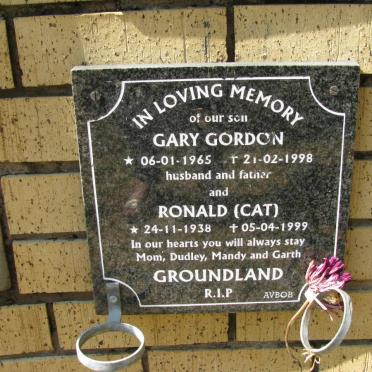 IN LOVING MEMORY
of our son
GARY GORDON
★ 06-01-1965 ✝ 21-02-1998
husband and father
and
RONALD (CAT)
★ 24-11-1938 ✝ 05-04-1999
In our hearts you will always stay
Mom, Dudley, Mandy and Garth
GROUNDLAND
R.I.P
AVBOB